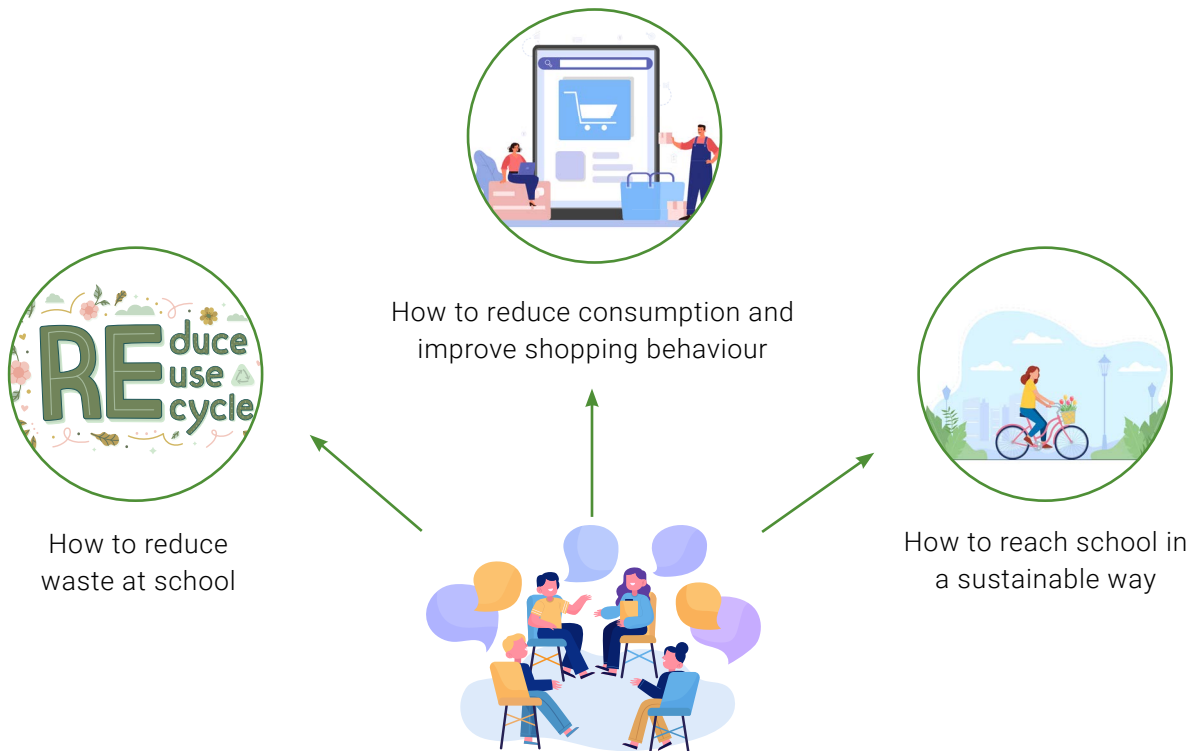 How to reduce consumption and
improve shopping behaviour
REduce
use
cycle
How to reduce
waste at school
How to reach school in
a sustainable way